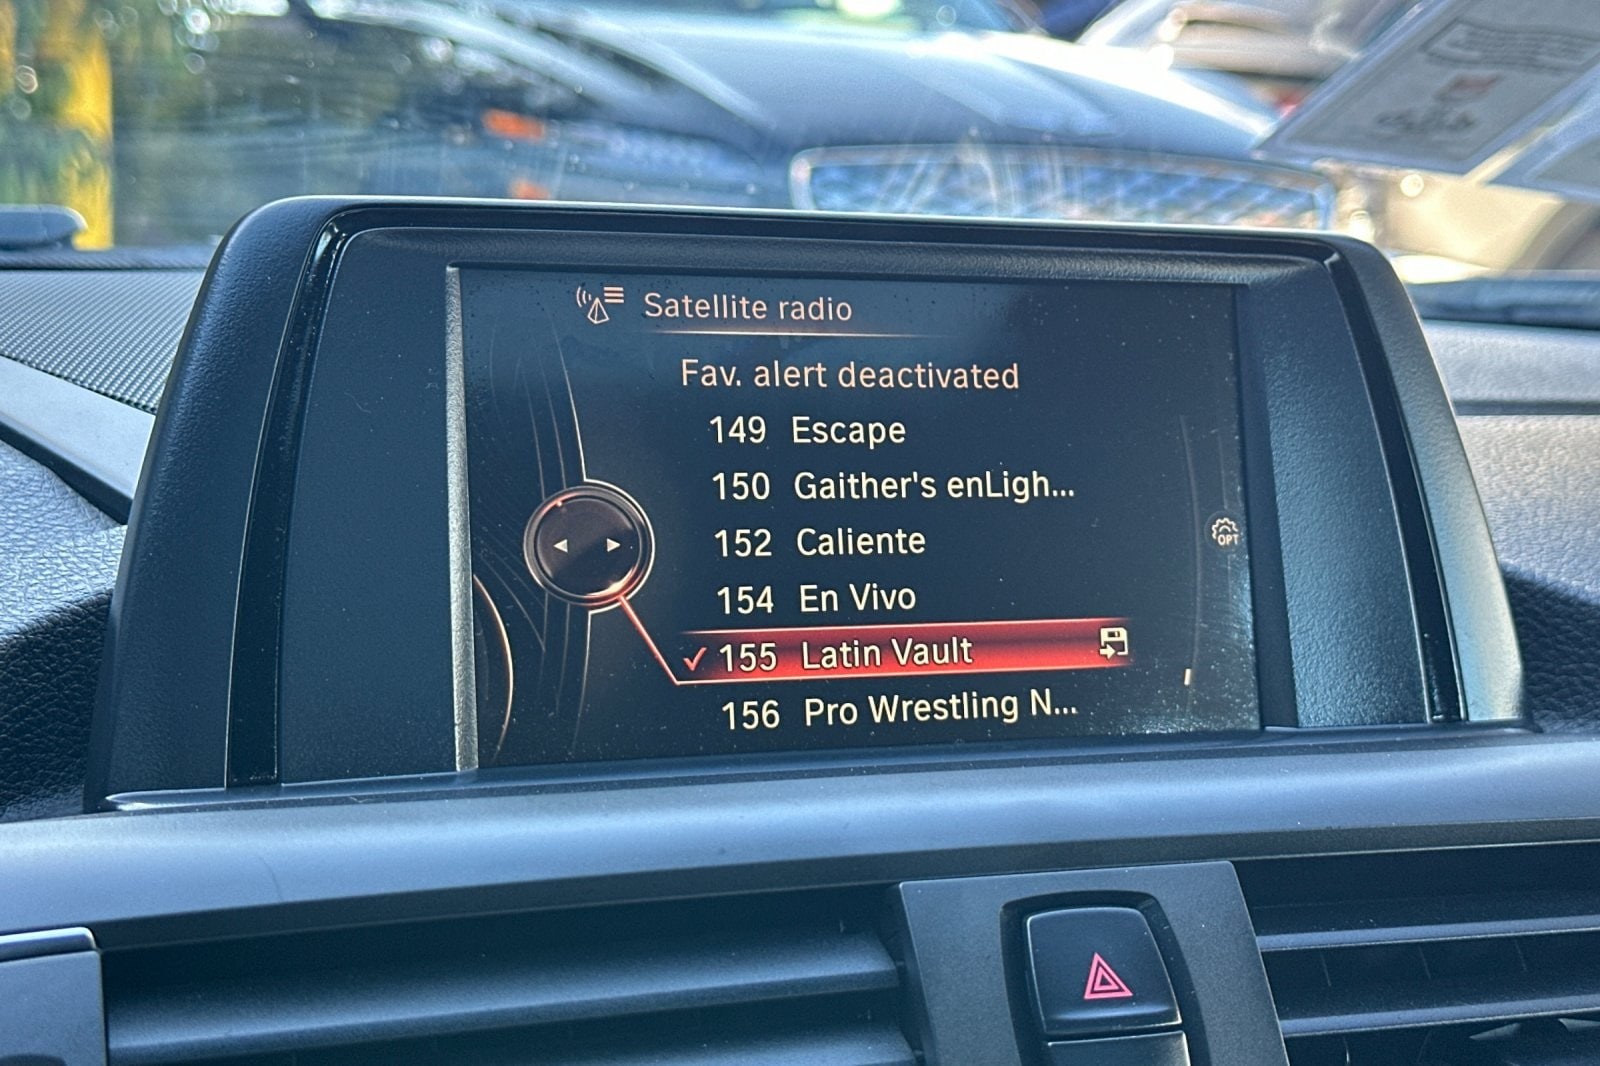 Satellite radio
Fav. alert deactivated
149 Escape
150 Gaither's enLigh...
152 Caliente
154 En Vivo
155 Latin Vault
156 Pro Wrestling N...
OPT